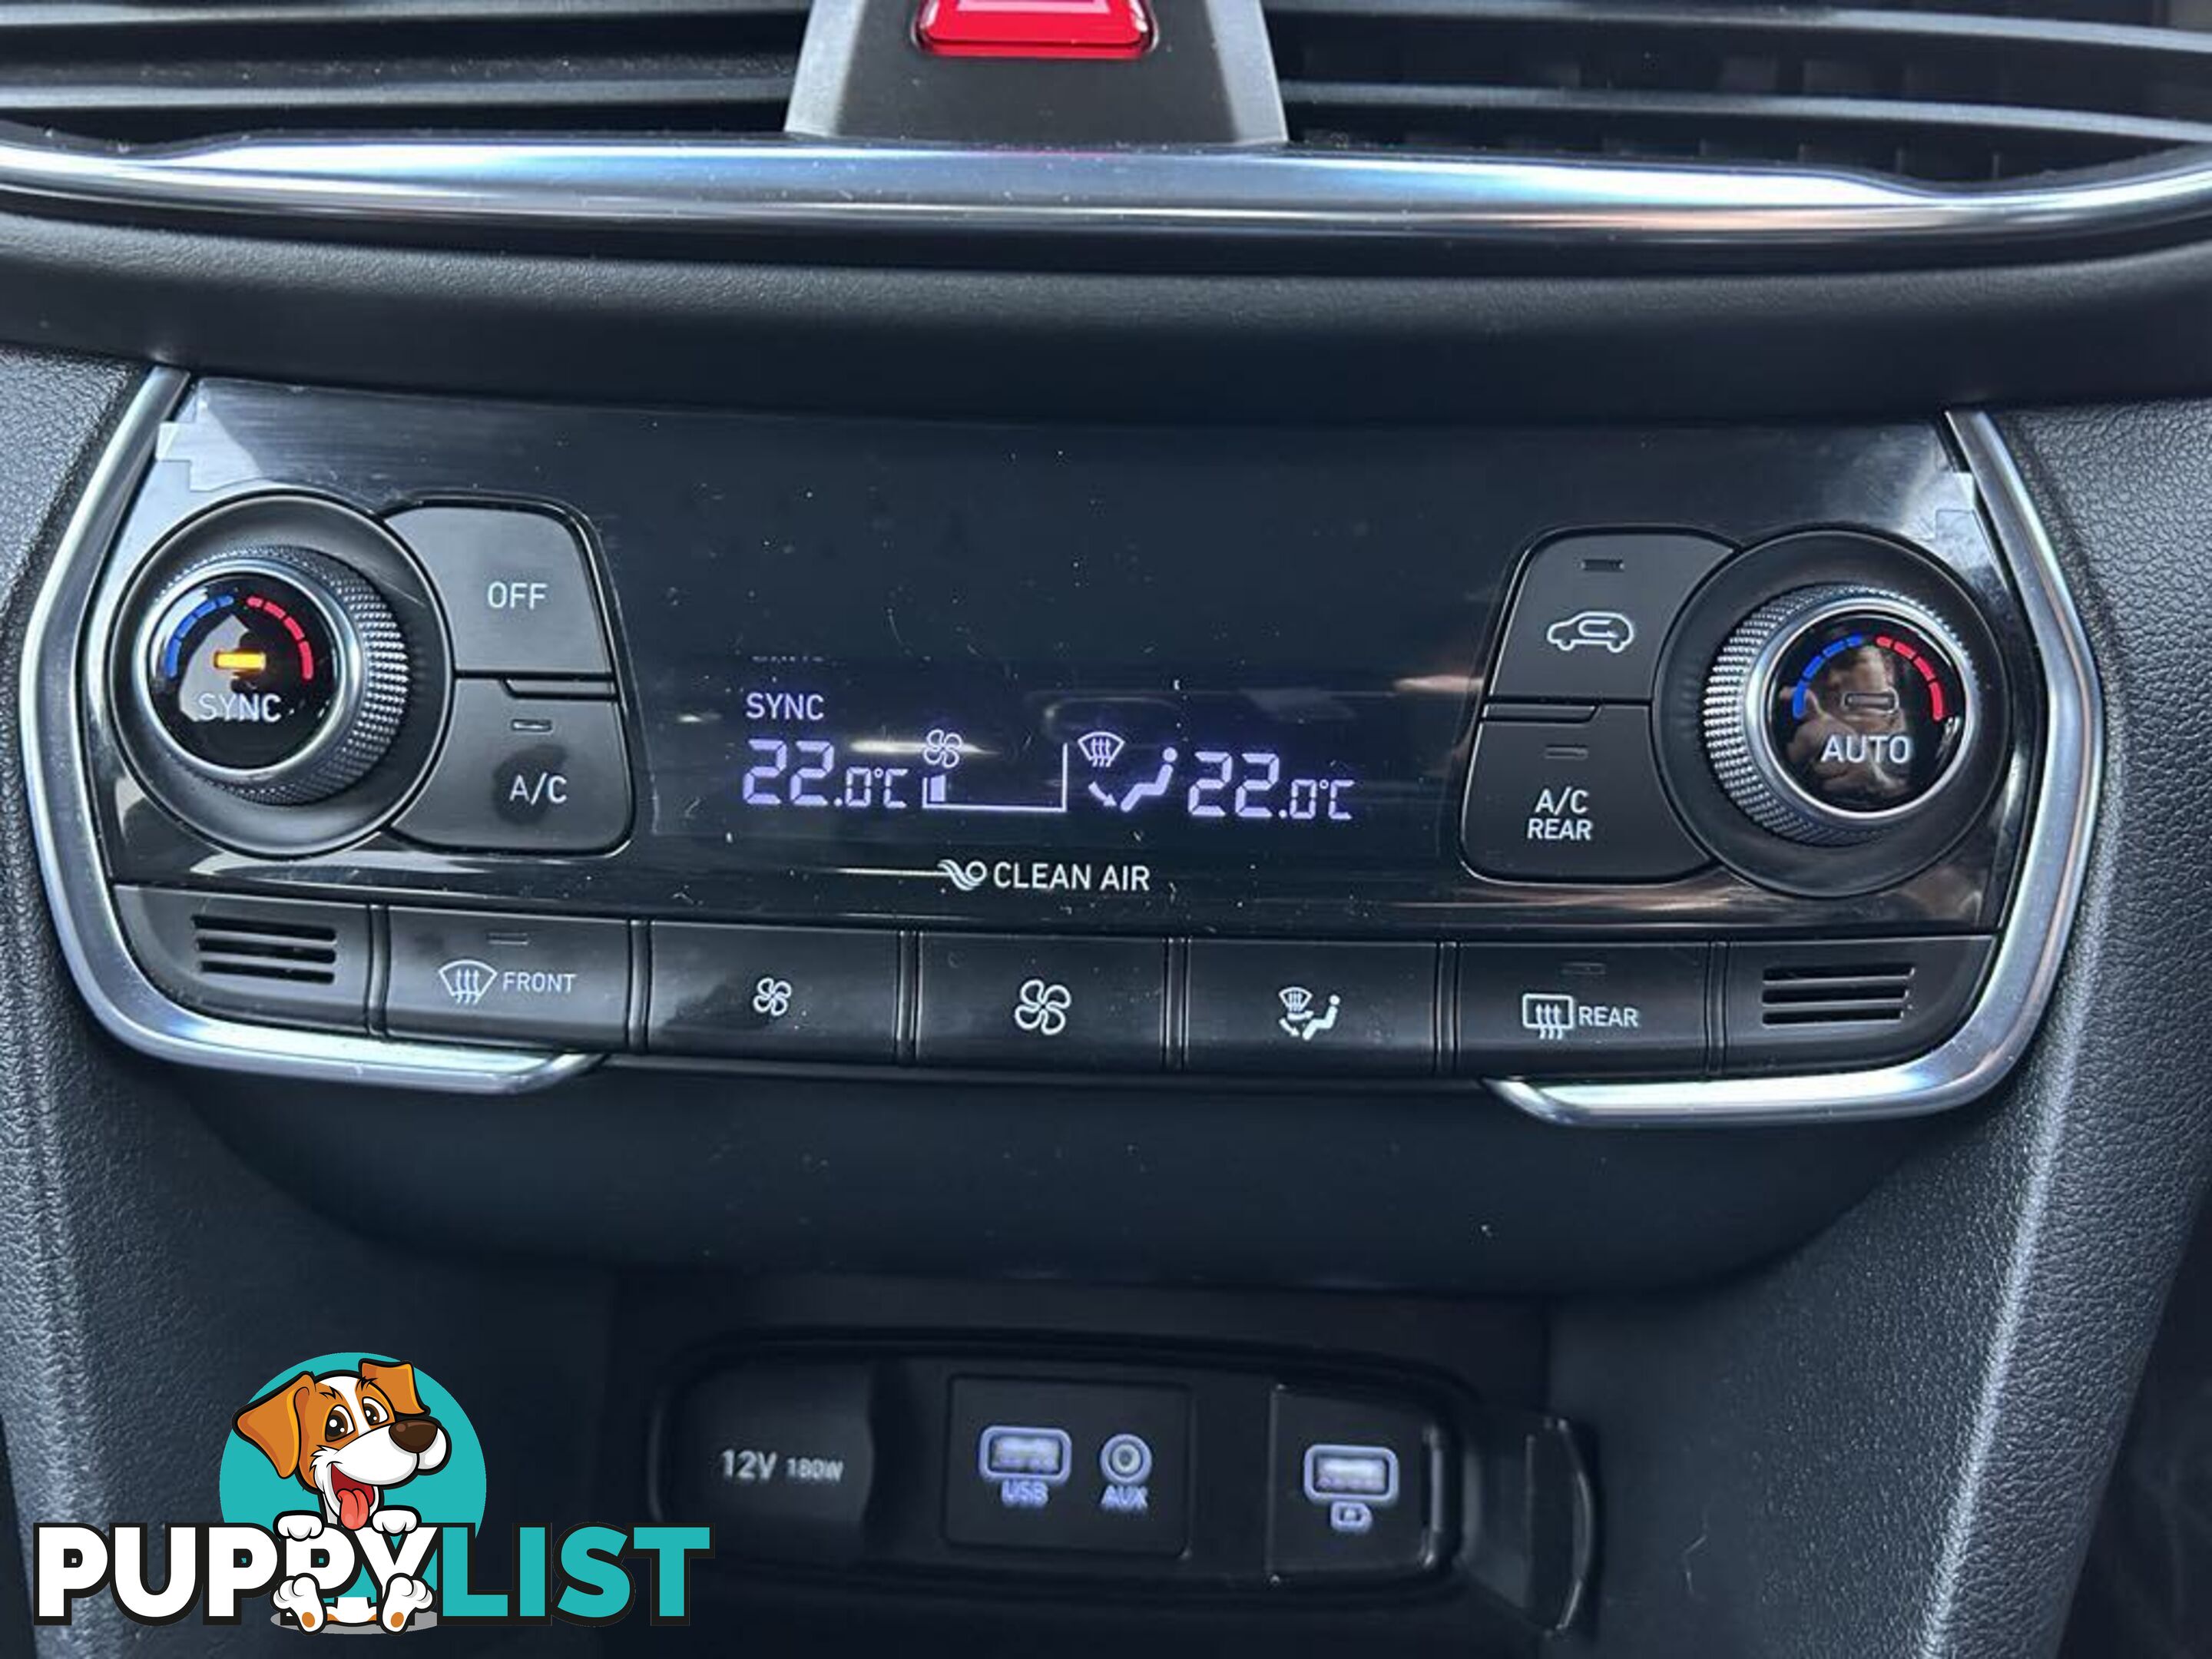 OFF
SYNC
A/C
SYNC
22.0°C
22.0°C
CLEAN AIR
AUTO
A/C
REAR
FRONT
REAR
12V 180W
USB
AUX
PUPPYLIST